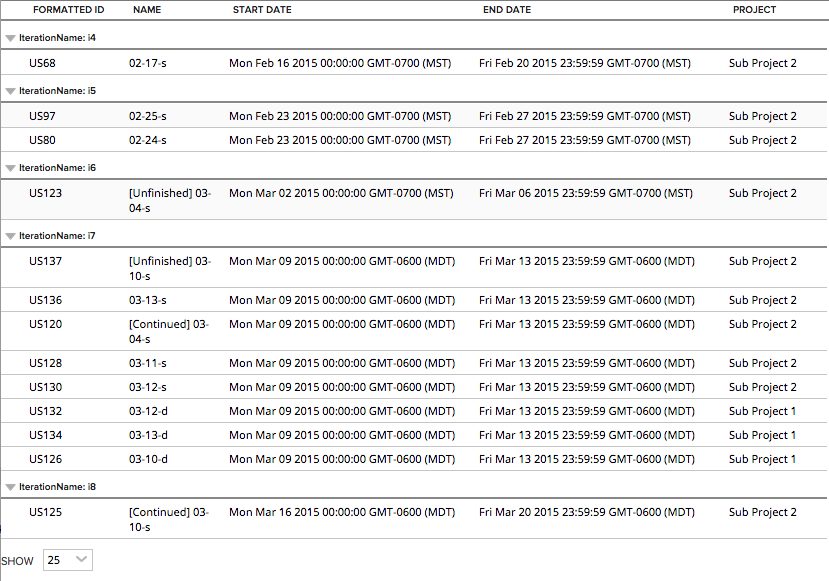 FORMATTED ID NAME START DATE END DATE PROJECT
IterationName: i4
US68 02-17-s Mon Feb 16 2015 00:00:00 GMT-0700 (MST) Fri Feb 20 2015 23:59:59 GMT-0700 (MST) Sub Project 2
IterationName: i5
US97 02-25-s Mon Feb 23 2015 00:00:00 GMT-0700 (MST) Fri Feb 27 2015 23:59:59 GMT-0700 (MST) Sub Project 2
US80 02-24-s Mon Feb 23 2015 00:00:00 GMT-0700 (MST) Fri Feb 27 2015 23:59:59 GMT-0700 (MST) Sub Project 2
IterationName: i6
US123 [Unfinished] 03- Mon Mar 02 2015 00:00:00 GMT-0700 (MST) Fri Mar 06 2015 23:59:59 GMT-0700 (MST) Sub Project 2
04-s
IterationName: i7
US137 [Unfinished] 03- Mon Mar 09 2015 00:00:00 GMT-0600 (MDT) Fri Mar 13 2015 23:59:59 GMT-0600 (MDT) Sub Project 2
10-s
US136 03-13-s Mon Mar 09 2015 00:00:00 GMT-0600 (MDT) Fri Mar 13 2015 23:59:59 GMT-0600 (MDT) Sub Project 2
US120 [Continued] 03- Mon Mar 09 2015 00:00:00 GMT-0600 (MDT) Fri Mar 13 2015 23:59:59 GMT-0600 (MDT) Sub Project 2
04-s
US128 03-11-s Mon Mar 09 2015 00:00:00 GMT-0600 (MDT) Fri Mar 13 2015 23:59:59 GMT-0600 (MDT) Sub Project 2
US130 03-12-s Mon Mar 09 2015 00:00:00 GMT-0600 (MDT) Fri Mar 13 2015 23:59:59 GMT-0600 (MDT) Sub Project 2
US132 03-12-d Mon Mar 09 2015 00:00:00 GMT-0600 (MDT) Fri Mar 13 2015 23:59:59 GMT-0600 (MDT) Sub Project 1
US134 03-13-d Mon Mar 09 2015 00:00:00 GMT-0600 (MDT) Fri Mar 13 2015 23:59:59 GMT-0600 (MDT) Sub Project 1
US126 03-10-d Mon Mar 09 2015 00:00:00 GMT-0600 (MDT) Fri Mar 13 2015 23:59:59 GMT-0600 (MDT) Sub Project 1
IterationName: i8
US125 [Continued] 03- Mon Mar 16 2015 00:00:00 GMT-0600 (MDT) Fri Mar 20 2015 23:59:59 GMT-0600 (MDT) Sub Project 2
10-s
SHOW 25